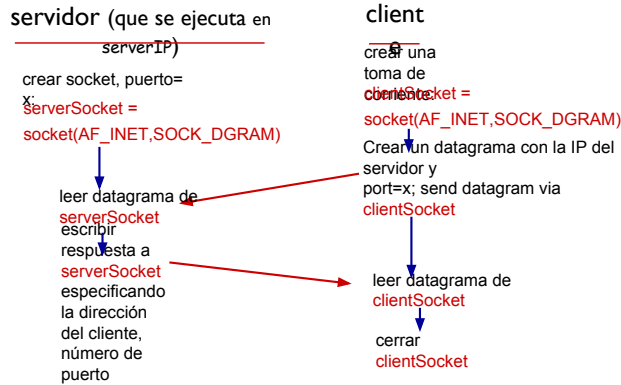 servidor (que se ejecuta en
serverIP)
crear socket, puerto=
x:
serverSocket =
socket(AF_INET,SOCK_DGRAM)
leer datagrama de
serverSocket
escribir
respuesta a
serverSocket
especificando
la dirección
del cliente,
número de
puerto
client
e
crear una
toma de
corriente:
clientSocket =
socket(AF_INET,SOCK_DGRAM)
Crear un datagrama con la IP del
servidor y
port=x; send datagram via
clientSocket
leer datagrama de
clientSocket
cerrar
clientSocket